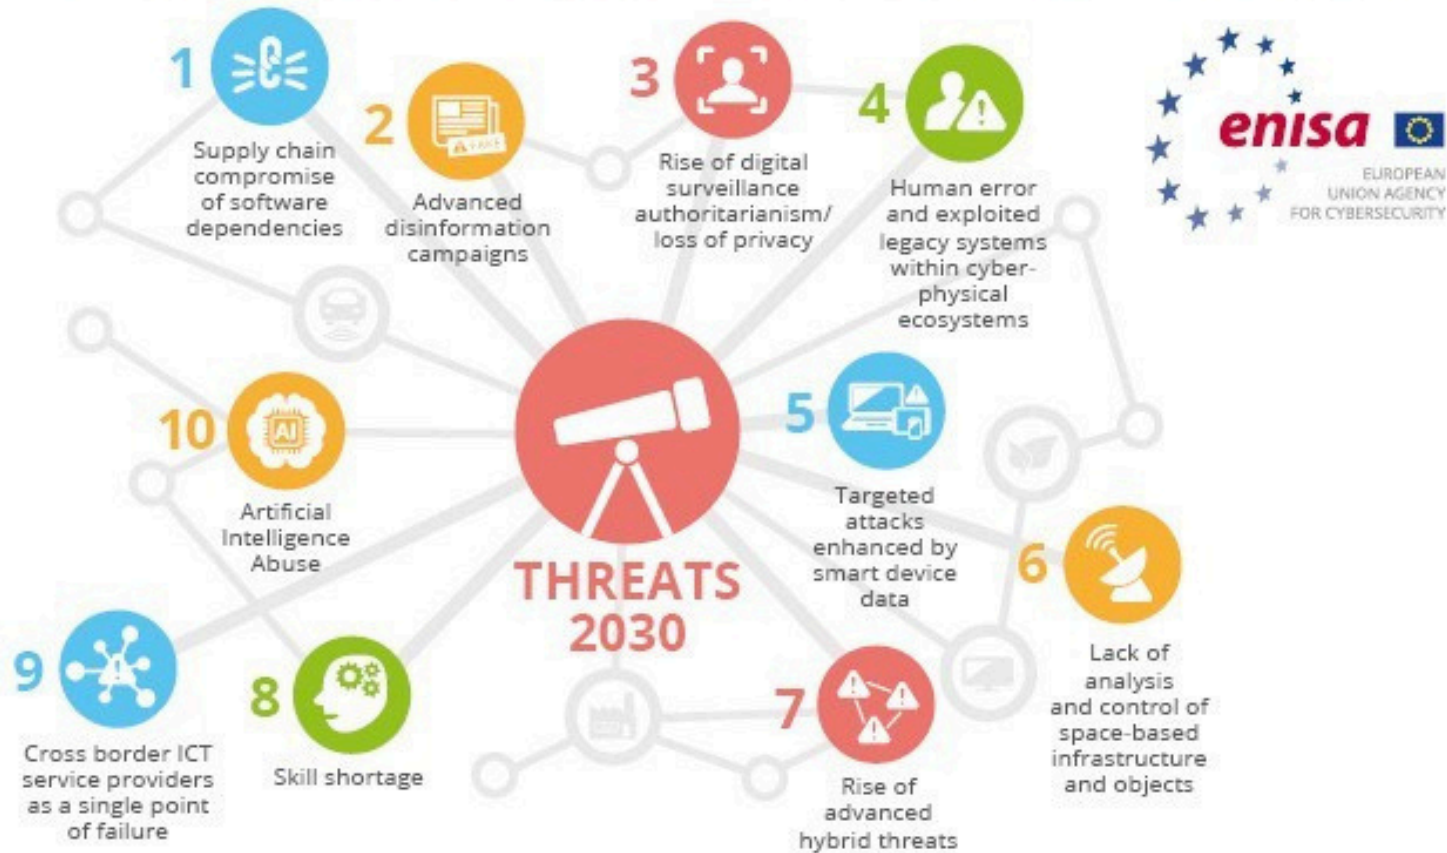 1
Supply chain
compromise
of software
dependencies
2
FAKE
Advanced
disinformation
campaigns
3
Rise of digital
surveillance
authoritarianism/
loss of privacy
4
Human error
and exploited
legacy systems
within cyber-
physical
ecosystems
enisa
EUROPEAN
UNION AGENCY
FOR CYBERSECURITY
5
Targeted
attacks
enhanced by
smart device
data
6
Lack of
analysis
and control of
space-based
infrastructure
and objects
7
Rise of
advanced
hybrid threats
8
Skill shortage
9
Cross border ICT
service providers
as a single point
of failure
10
AI
Artificial
Intelligence
Abuse
THREATS
2030